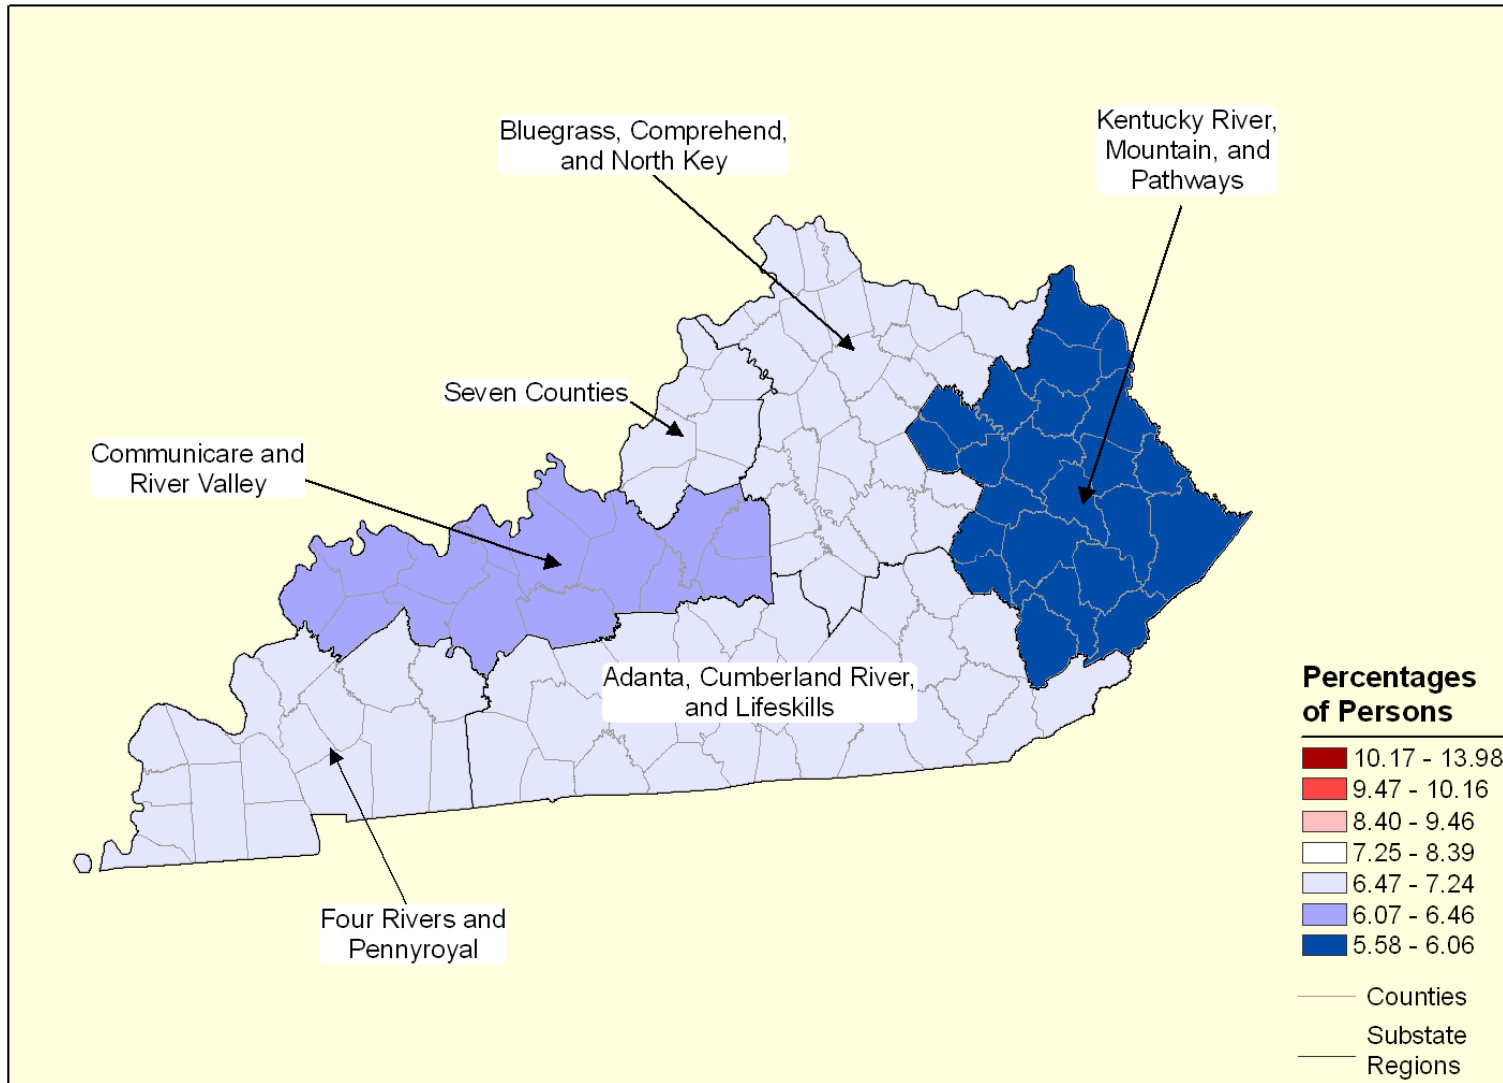 Bluegrass, Comprehend,
and North Key
Kentucky River,
Mountain, and
Pathways
Seven Counties
Communicare and
River Valley
Adanta, Cumberland River,
and Lifeskills
Four Rivers and
Pennyroyal
Percentages
of Persons
10.17 - 13.98
9.47 - 10.16
8.40 - 9.46
7.25 - 8.39
6.47 - 7.24
6.07 - 6.46
5.58 - 6.06
Counties
Substate
Regions